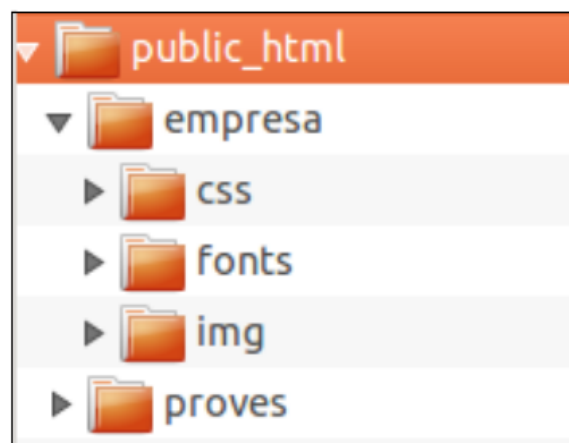 public_html
empresa
css
fonts
img
proves